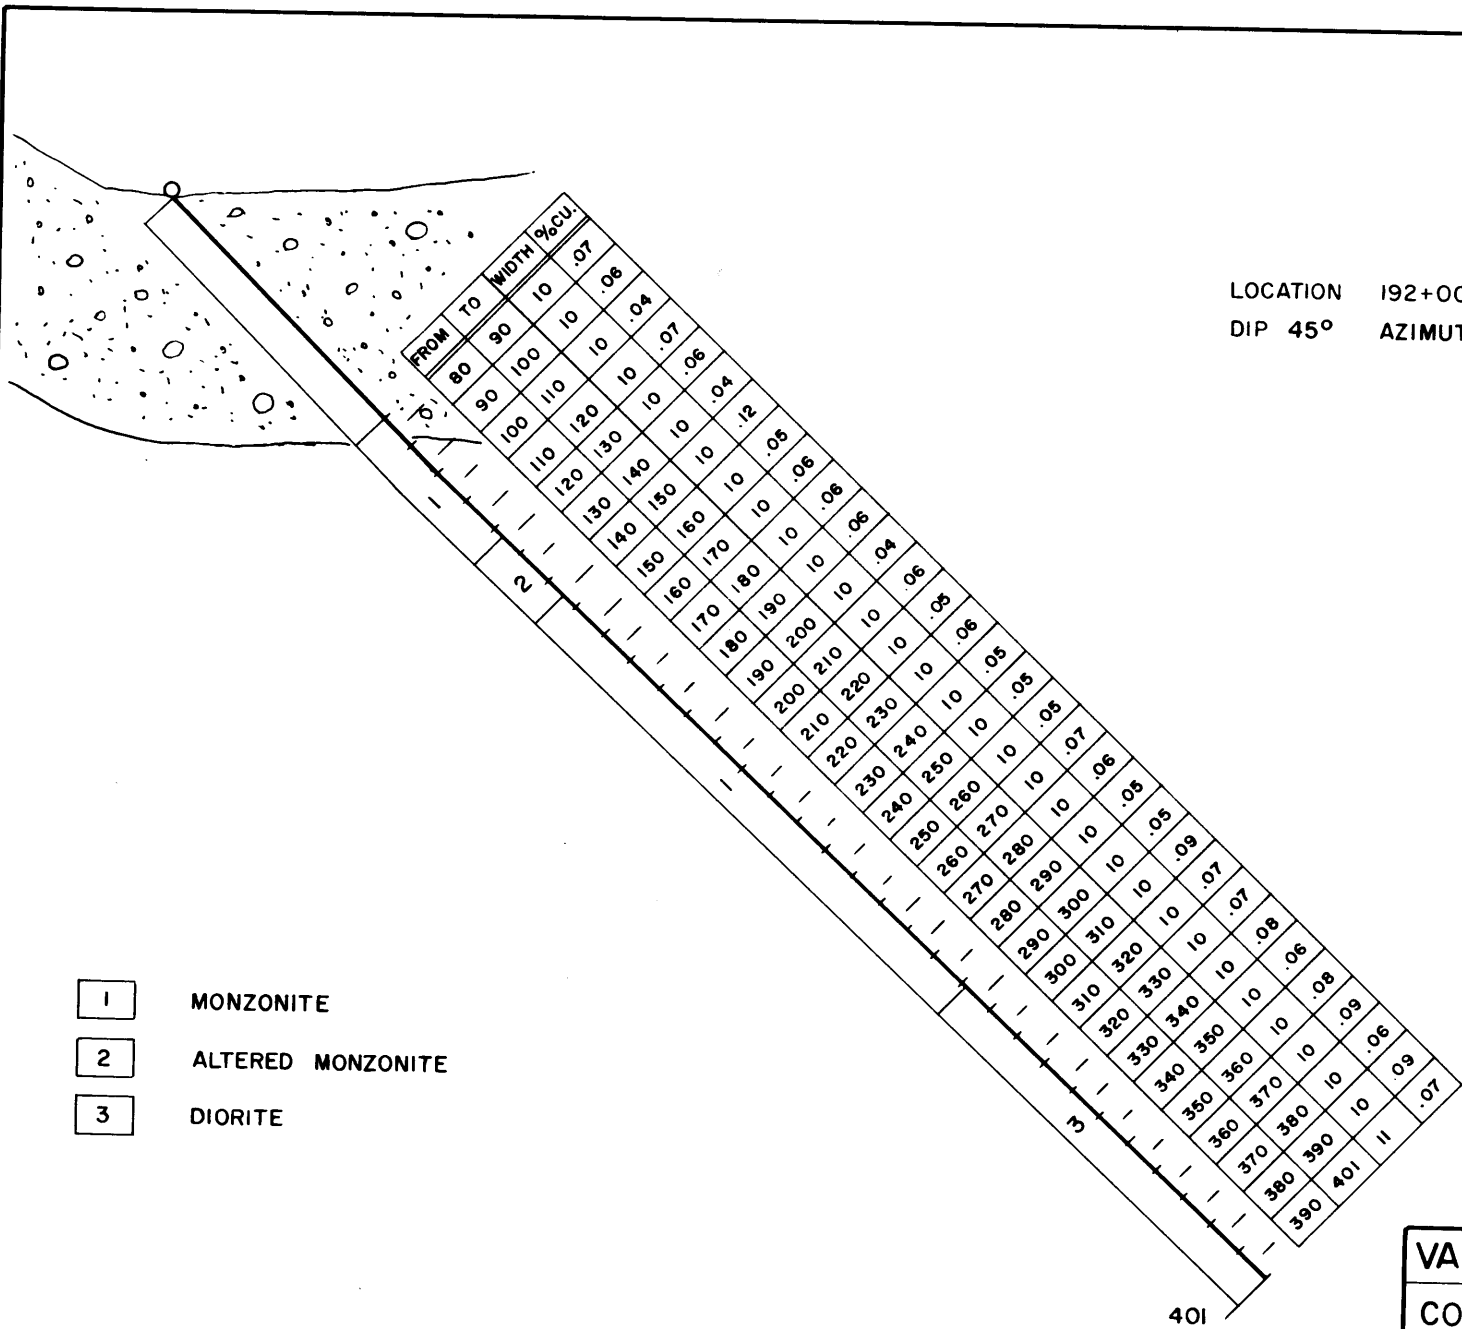 LOCATION 192+00
DIP 45° AZIMUT
FROM TO WIDTH %CU.
80 90 10 .07
90 100 10 .06
100 110 10 .04
110 120 10 .07
120 130 10 .06
130 140 10 .04
140 150 10 .12
150 160 10 .05
160 170 10 .06
170 180 10 .06
180 190 10 .06
190 200 10 .04
200 210 10 .06
210 220 10 .05
220 230 10 .06
230 240 10 .05
240 250 10 .05
250 260 10 .05
260 270 10 .07
270 280 10 .06
280 290 10 .05
290 300 10 .05
300 310 10 .09
310 320 10 .07
320 330 10 .07
330 340 10 .08
340 350 10 .06
350 360 10 .08
360 370 10 .09
370 380 10 .06
380 390 10 .09
390 401 11 .07
1
2
1
3
401
1 MONZONITE
2 ALTERED MONZONITE
3 DIORITE
VA
CO